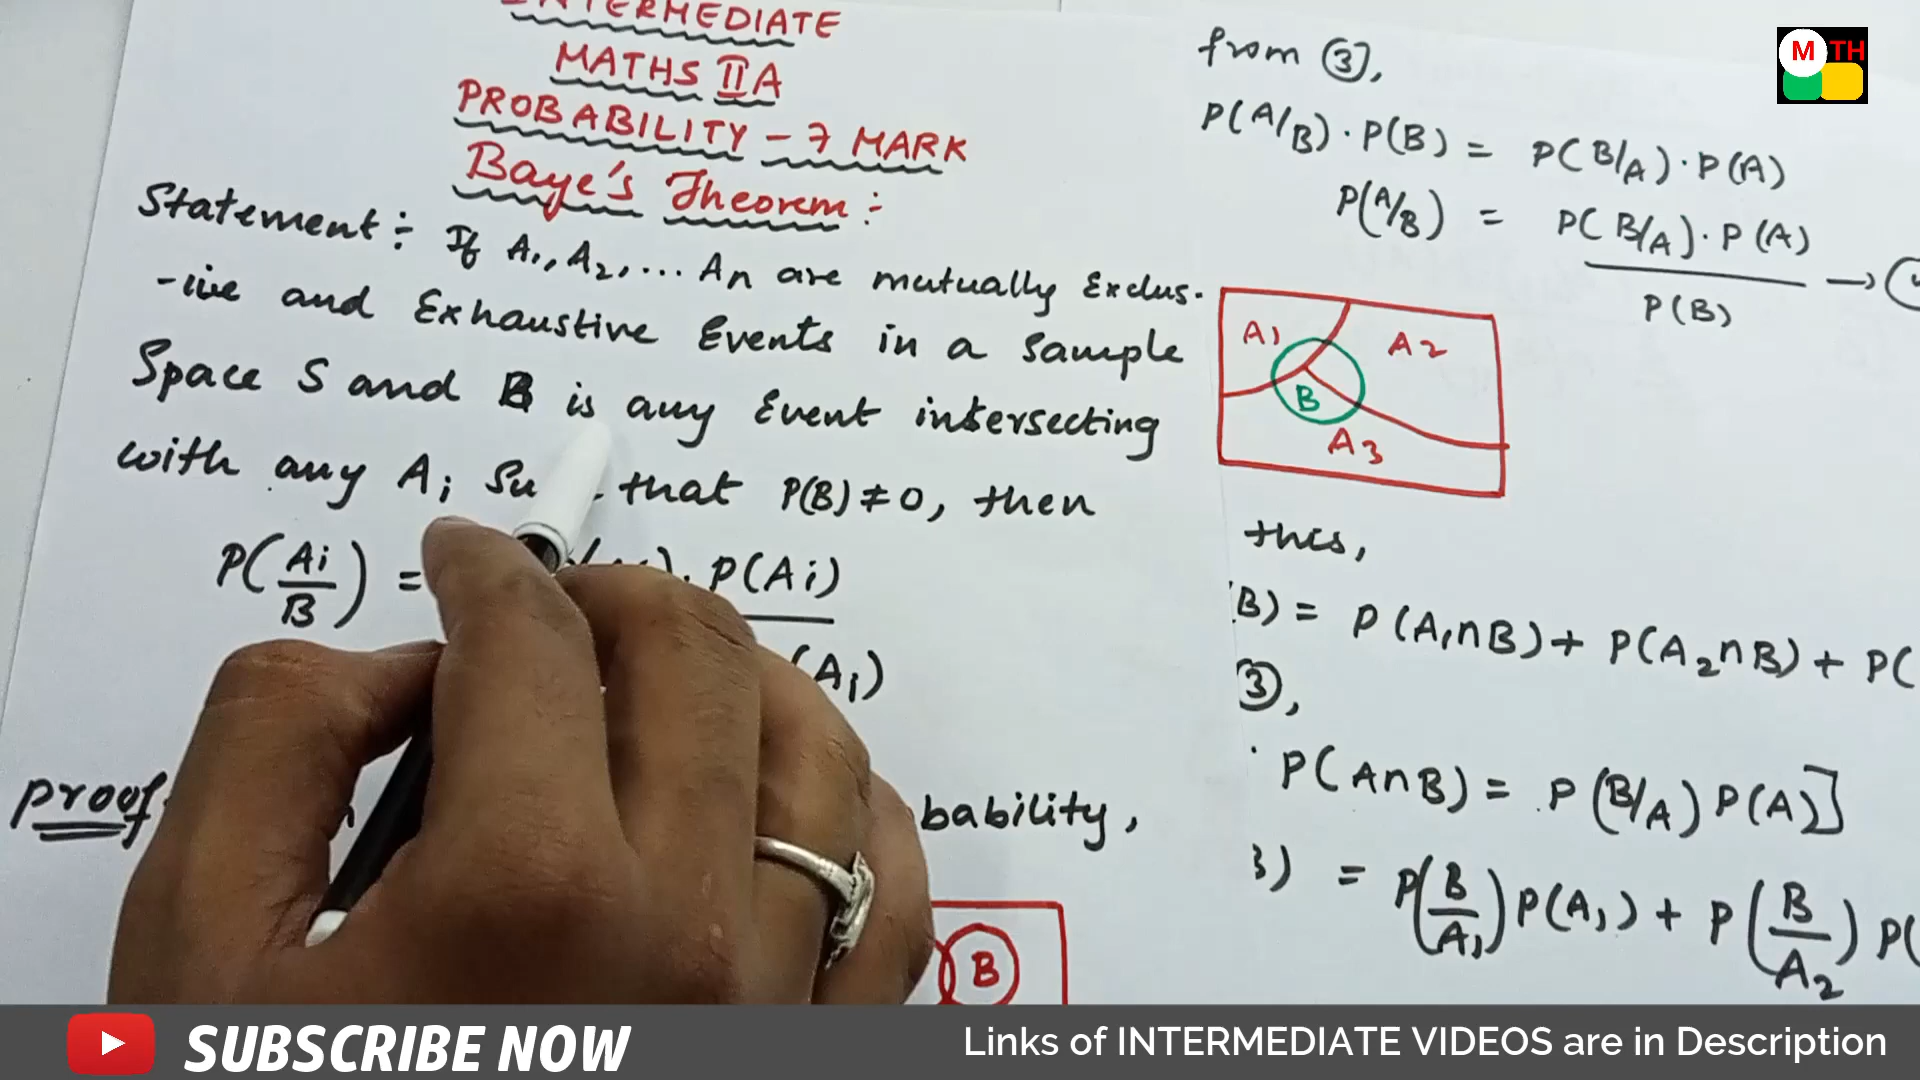 INTERMEDIATE
MATHS IIA
PROBABILITY - 7 MARK
Baye's Theorem :-
Statement :- If A₁, A₂, ... An are mutually Exclus.
-ive and Exhaustive Events in a Sample
Space S and B is any Event intersecting
with any Ai that P(B) ≠ 0, then
P(Ai/B) = P(Ai)
(Ai)
proof
bability,
B
from ③,
P(A/B) · P(B) = P(B/A) · P(A)
P(A/B) = P(B/A) · P(A) →
P(B)
A1 A2
B
A3
this,
B) = P(A₁∩B) + P(A₂∩B) + P(
③,
P(A∩B) = P(B/A) P(A)]
) = P(B/A₁) P(A₁) + P(B/A₂) P(
M TH
SUBSCRIBE NOW
Links of INTERMEDIATE VIDEOS are in Description